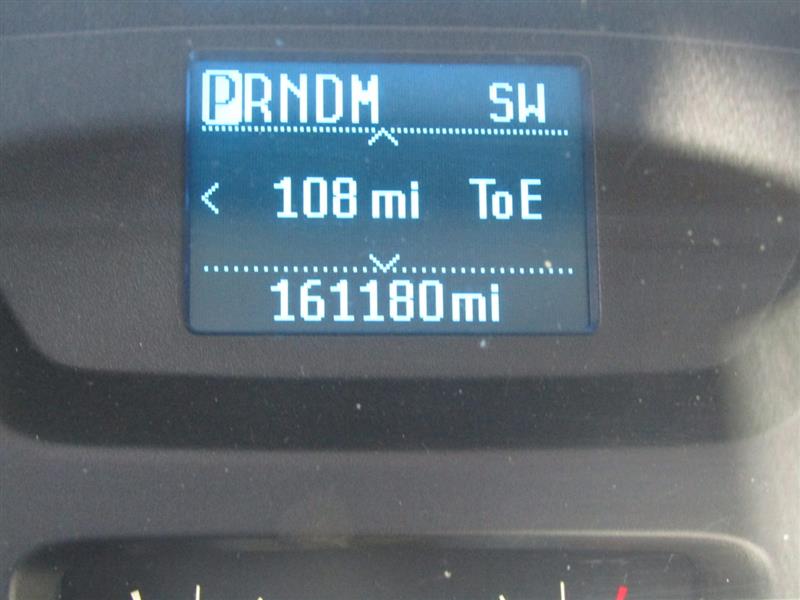 PRNDM SW
< 108 mi ToE
161180mi